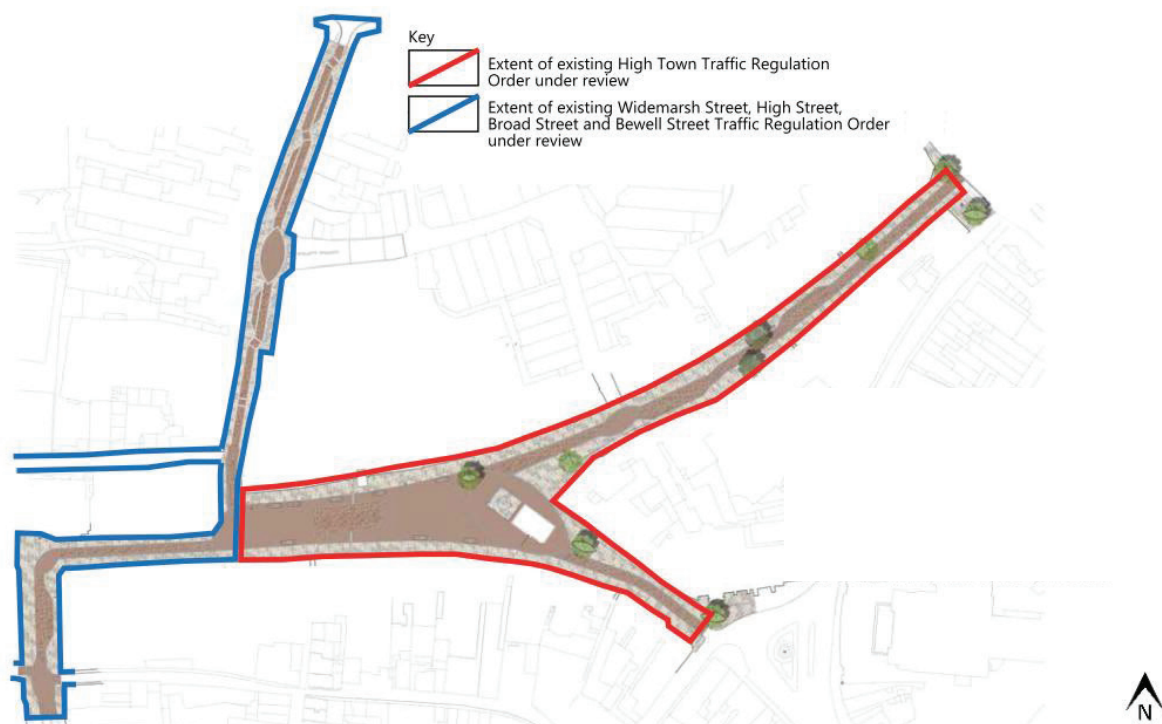 Key
Extent of existing High Town Traffic Regulation
Order under review
Extent of existing Widemarsh Street, High Street,
Broad Street and Bewell Street Traffic Regulation Order
under review
N